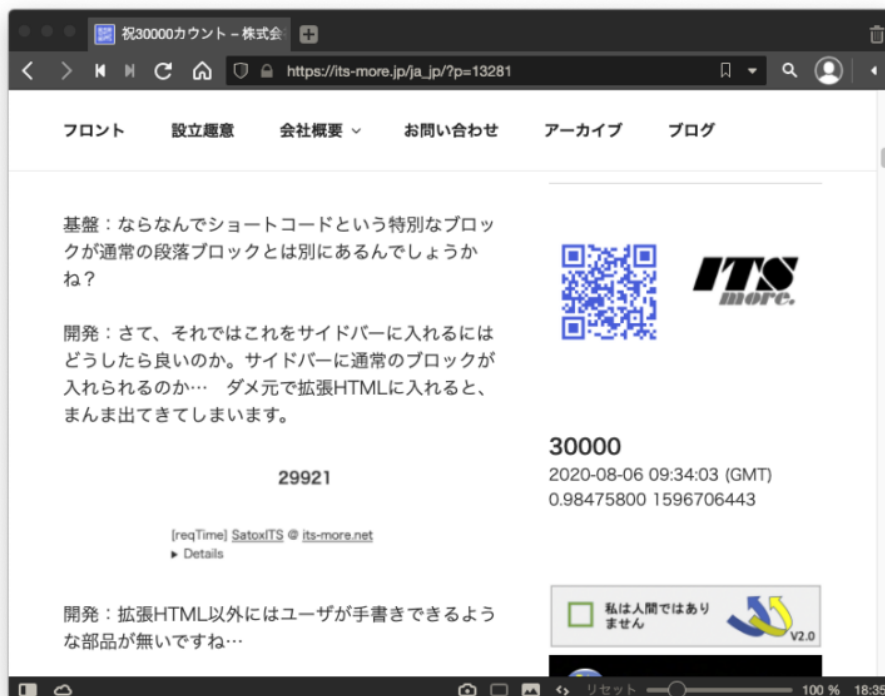 祝30000カウント – 株式会
https://its-more.jp/ja_jp/?p=13281
フロント 設立趣意 会社概要 お問い合わせ アーカイブ ブログ
基盤：ならなんでショートコードという特別なブロッ
クが通常の段落ブロックとは別にあるんでしょうか
ね？
開発：さて、それではこれをサイドバーに入れるには
どうしたら良いのか。サイドバーに通常のブロックが
入れられるのか… ダメ元で拡張HTMLに入れると、
まんま出てきてしまいます。
29921
[reqTime] SatoxITS @ its-more.net
▸ Details
開発：拡張HTML以外にはユーザが手書きできるよう
な部品が無いですね…
ITS
more.
30000
2020-08-06 09:34:03 (GMT)
0.98475800 1596706443
私は人間ではあり
ません
V2.0
リセット 100 % 18:35